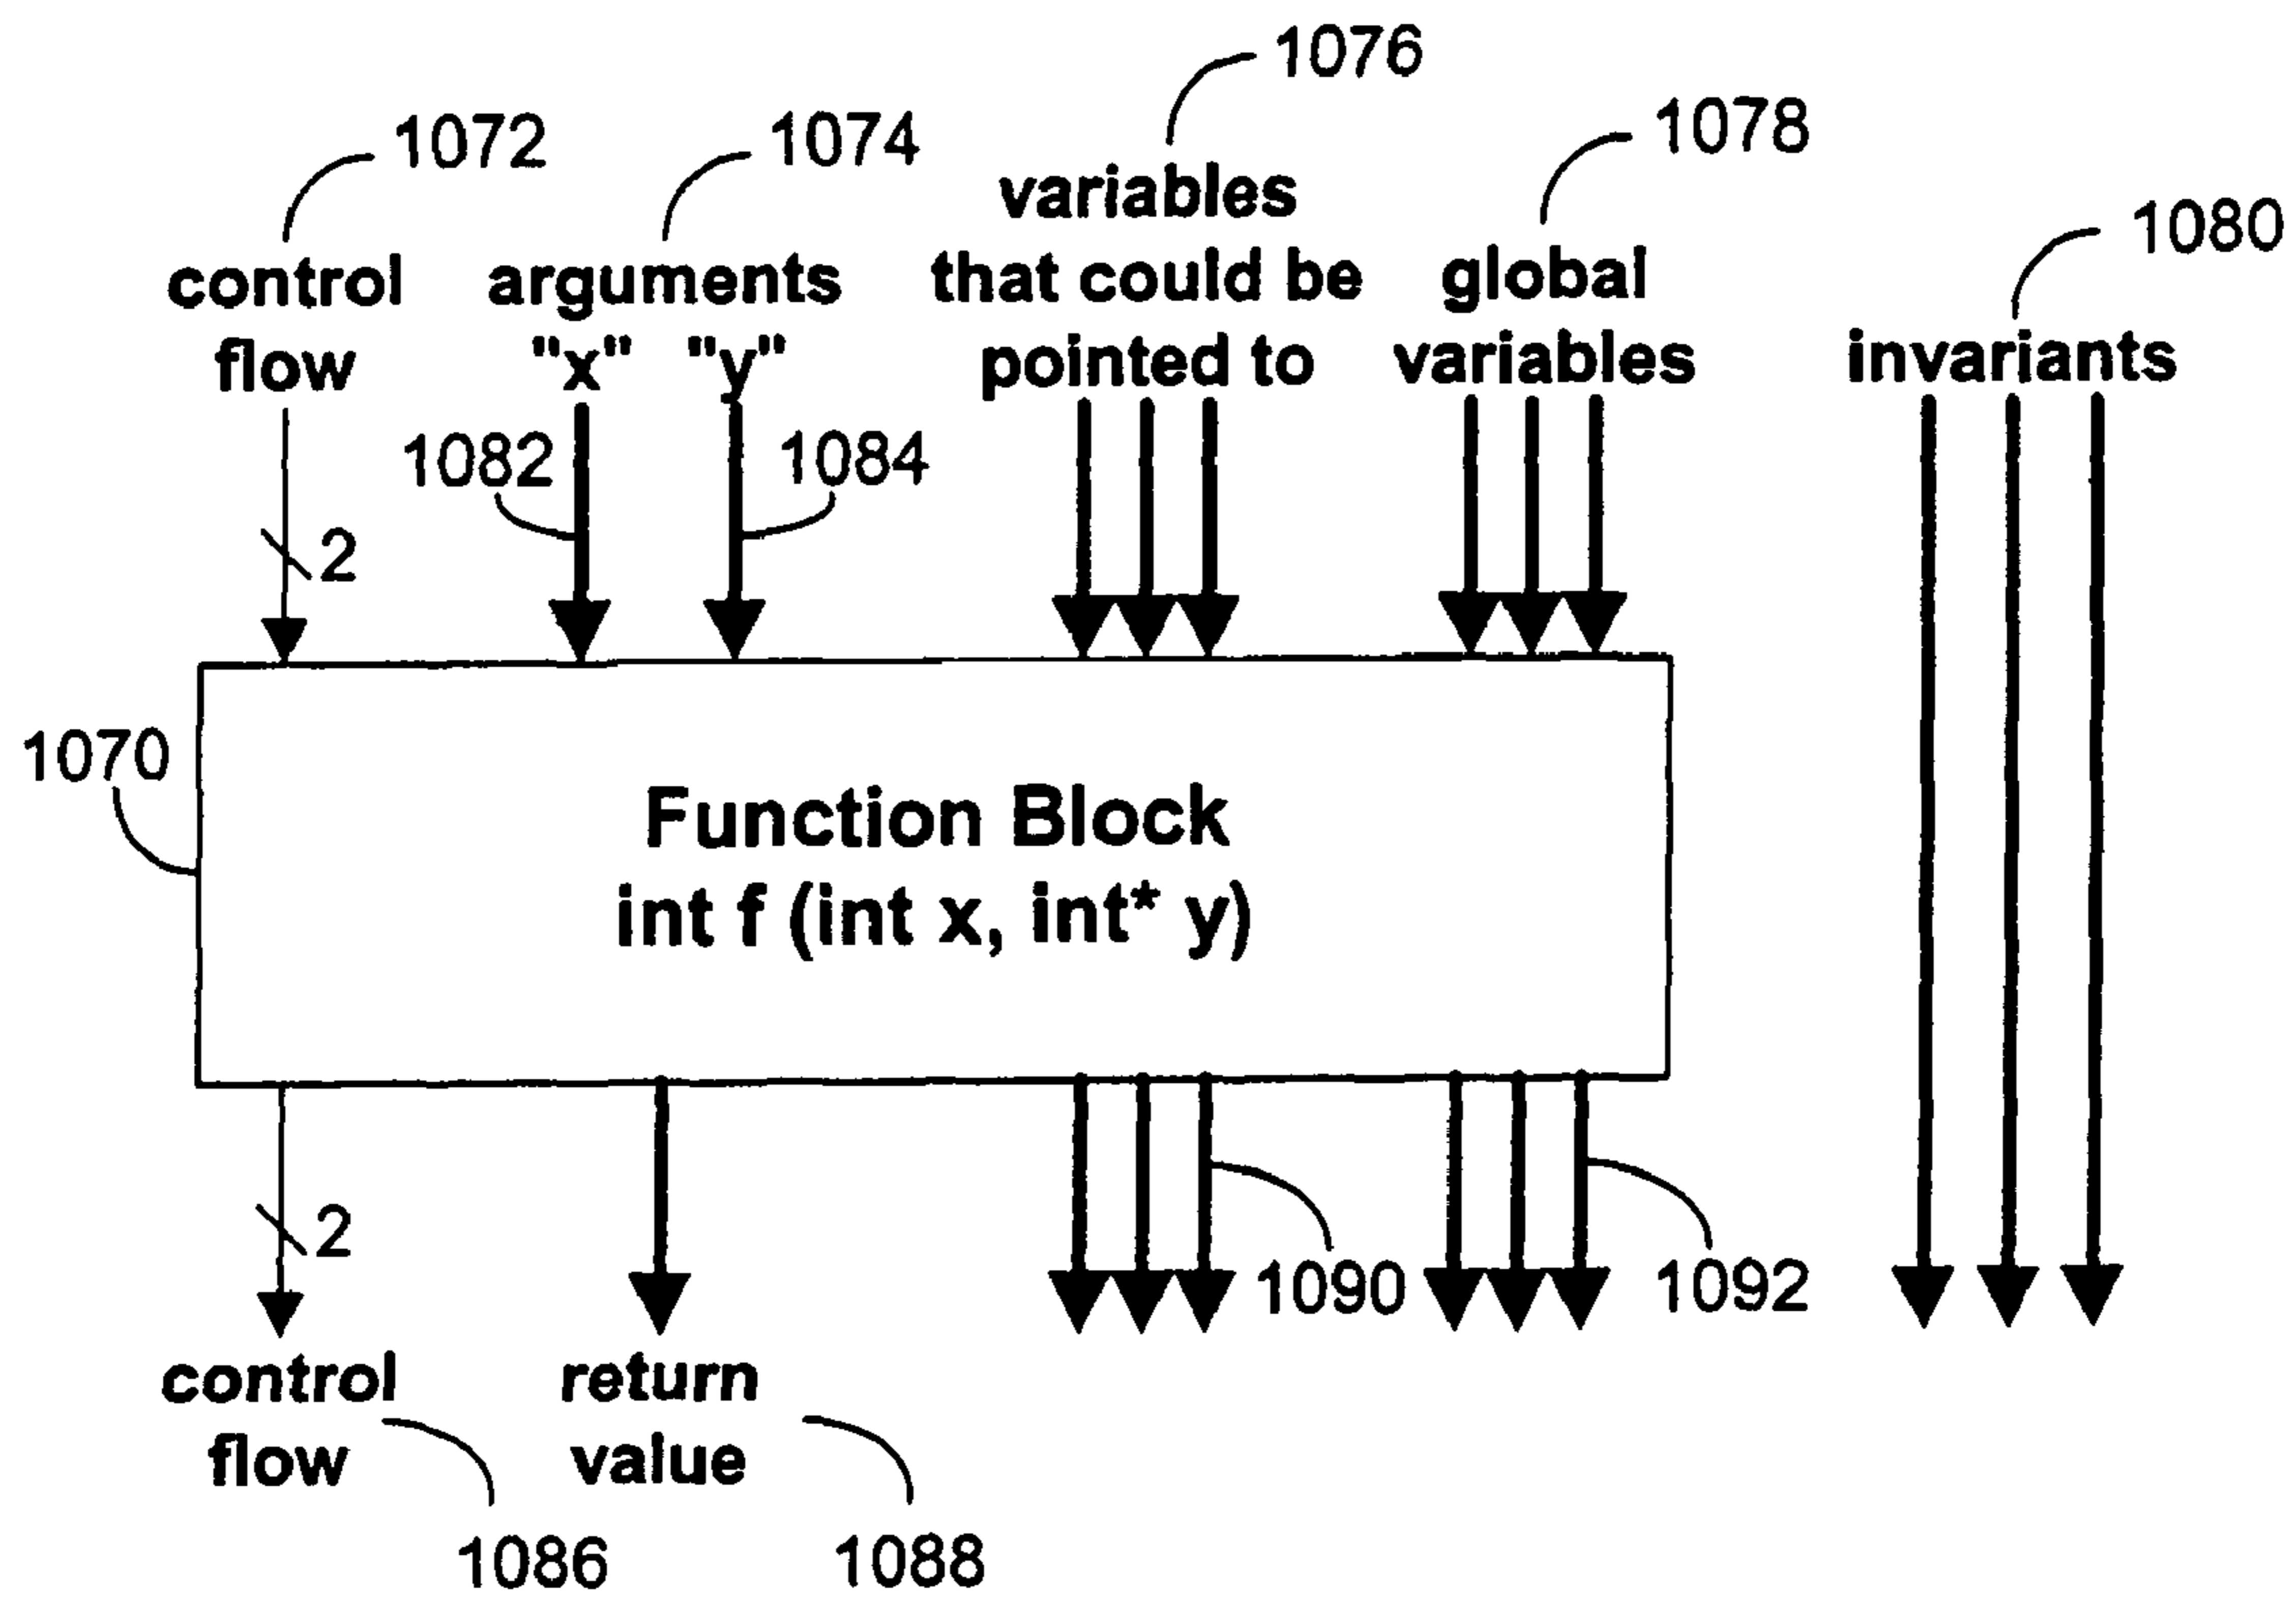 1076
1078
1072
1074
1080
variables
that could be
pointed to
control
flow
arguments
"x" "y"
global
variables
invariants
1082
1084
2
1070
Function Block
int f (int x, int* y)
2
1090
1092
control
flow
return
value
1086
1088